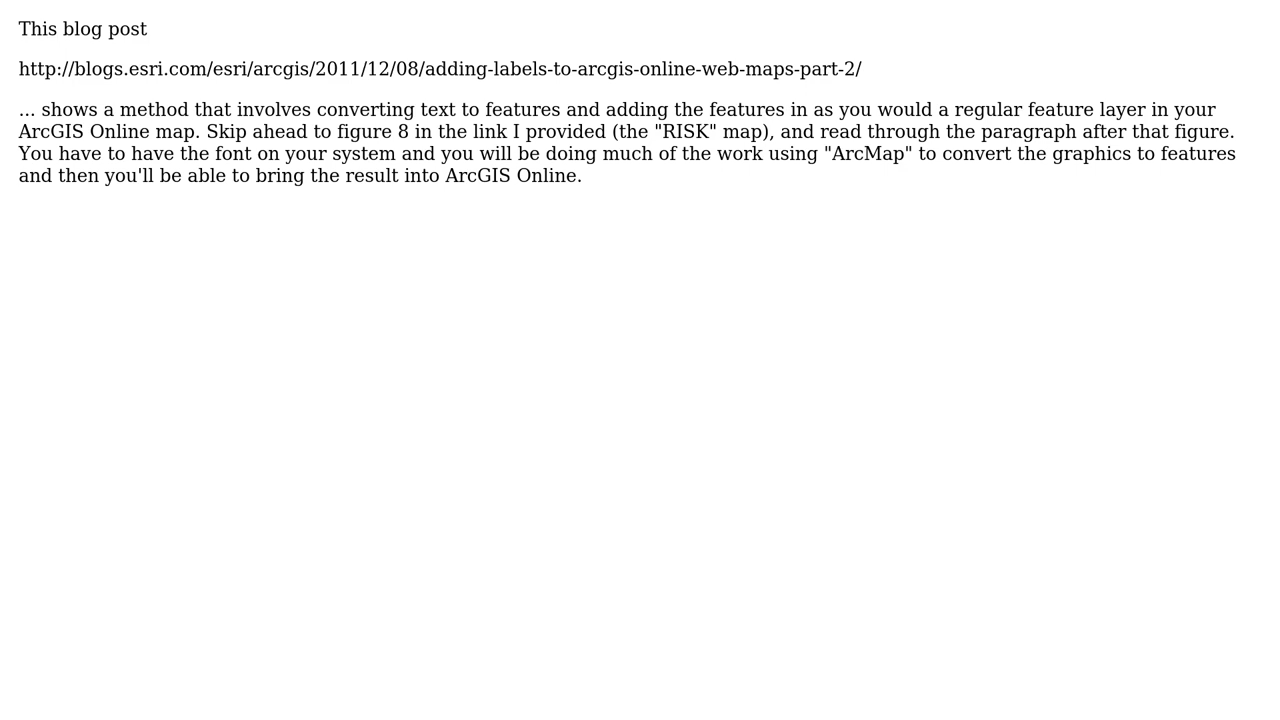 This blog post
http://blogs.esri.com/esri/arcgis/2011/12/08/adding-labels-to-arcgis-online-web-maps-part-2/
... shows a method that involves converting text to features and adding the features in as you would a regular feature layer in your
ArcGIS Online map. Skip ahead to figure 8 in the link I provided (the "RISK" map), and read through the paragraph after that figure.
You have to have the font on your system and you will be doing much of the work using "ArcMap" to convert the graphics to features
and then you'll be able to bring the result into ArcGIS Online.